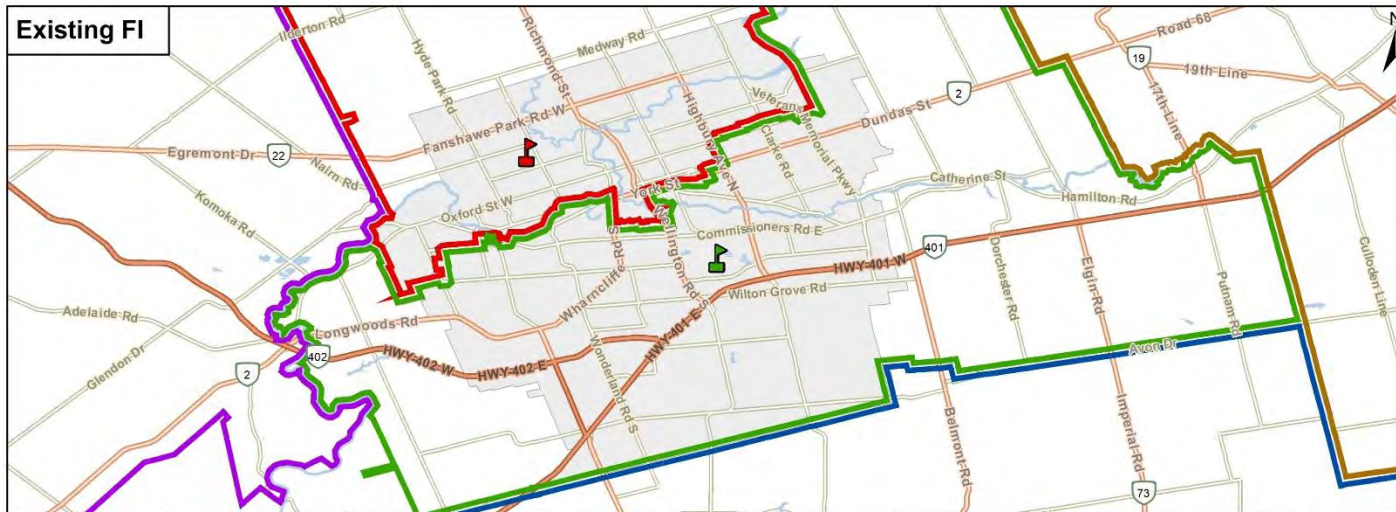 Existing FI
N
Ilderton Rd
Hyde Park Rd
Richmond St
Medway Rd
Road 68
19
19th Line
17th Line
2
Fanshawe Park Rd W
Highbury Ave N
Veterans Memorial Pkwy
Dundas St
Clarke Rd
Egremont Dr
22
Nairn Rd
Komoka Rd
Oxford St W
York St
Catherine St
Hamilton Rd
Wellington Rd S
Commissioners Rd E
Wharncliffe Rd S
401
HWY-401-W
Dorchester Rd
Elgin Rd
Putnam Rd
Culloden Line
Wilton Grove Rd
Adelaide Rd
Longwoods Rd
Glendon Dr
402
HWY-402-W
HWY-402-E
HWY-401-E
Wonderland Rd S
2
Avon Dr
Belmont Rd
Imperial Rd
73